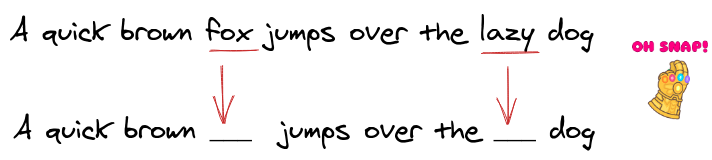 A quick brown fox jumps over the lazy dog
OH SNAP!
A quick brown ___ jumps over the ___ dog